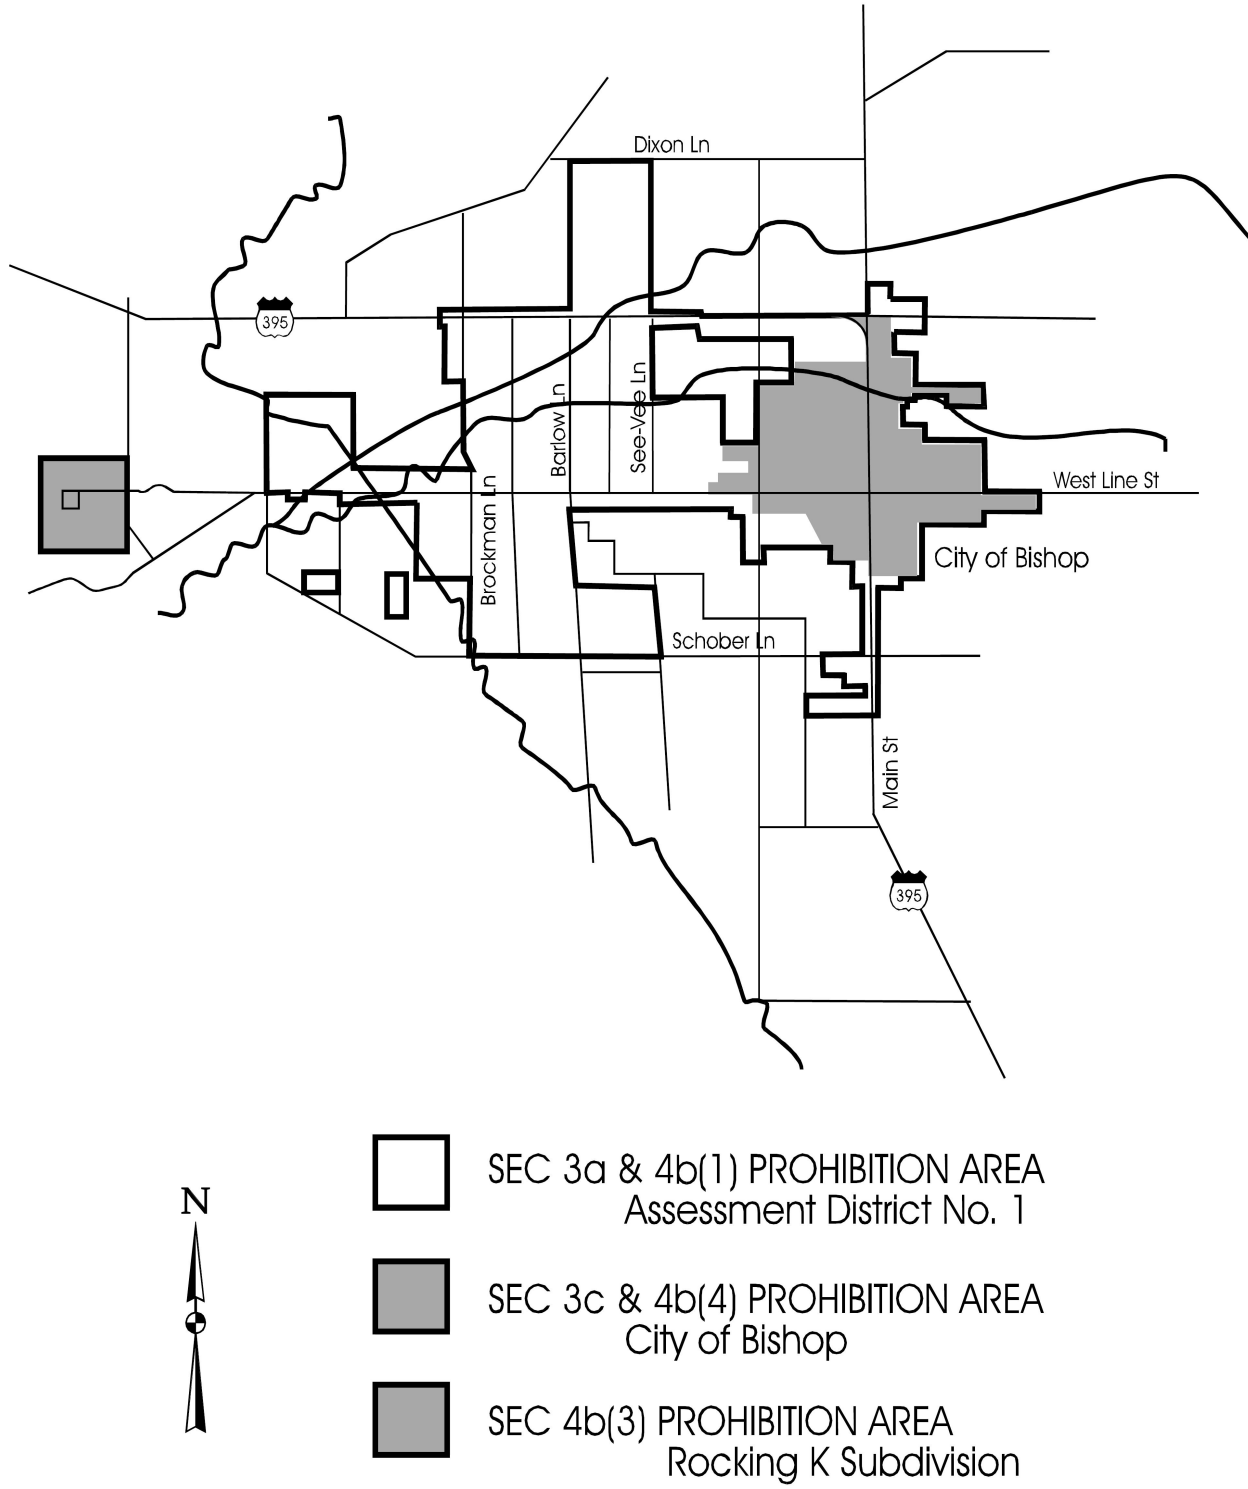 Dixon Ln
395
Barlow Ln
See-Vee Ln
Brockman Ln
West Line St
City of Bishop
Schober Ln
Main St
395
N
SEC 3a & 4b(1) PROHIBITION AREA
Assessment District No. 1
SEC 3c & 4b(4) PROHIBITION AREA
City of Bishop
SEC 4b(3) PROHIBITION AREA
Rocking K Subdivision